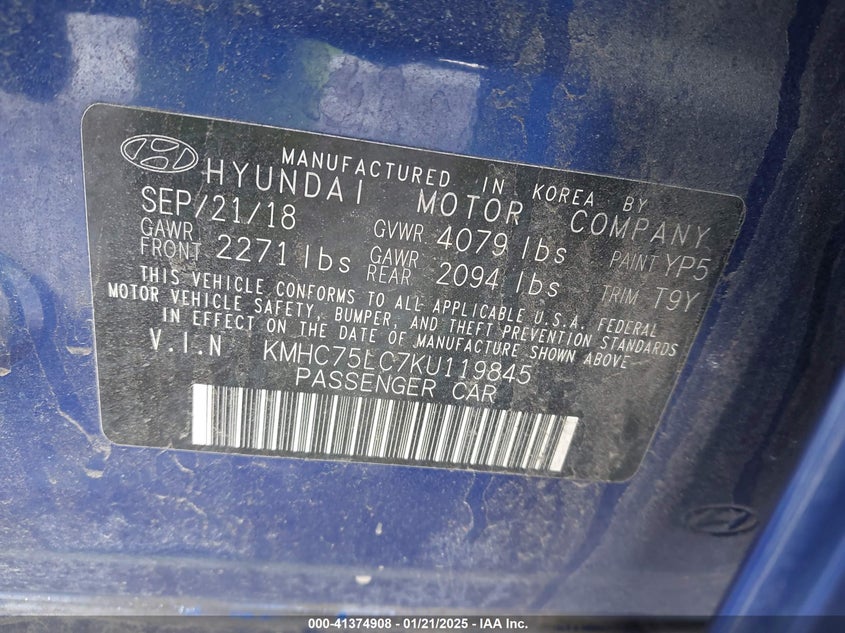 MANUFACTURED IN KOREA BY
HYUNDAI MOTOR COMPANY
SEP/21/18 GVWR 4079 lbs PAINT YP5
GAWR FRONT 2271 lbs GAWR REAR 2094 lbs TRIM T9Y
THIS VEHICLE CONFORMS TO ALL APPLICABLE U.S.A. FEDERAL
MOTOR VEHICLE SAFETY, BUMPER, AND THEFT PREVENTION STANDARDS
IN EFFECT ON THE DATE OF MANUFACTURE SHOWN ABOVE
V.I.N KMHC75LC7KU119845
PASSENGER CAR
000-41374908 — 01/21/2025 — IAA Inc.